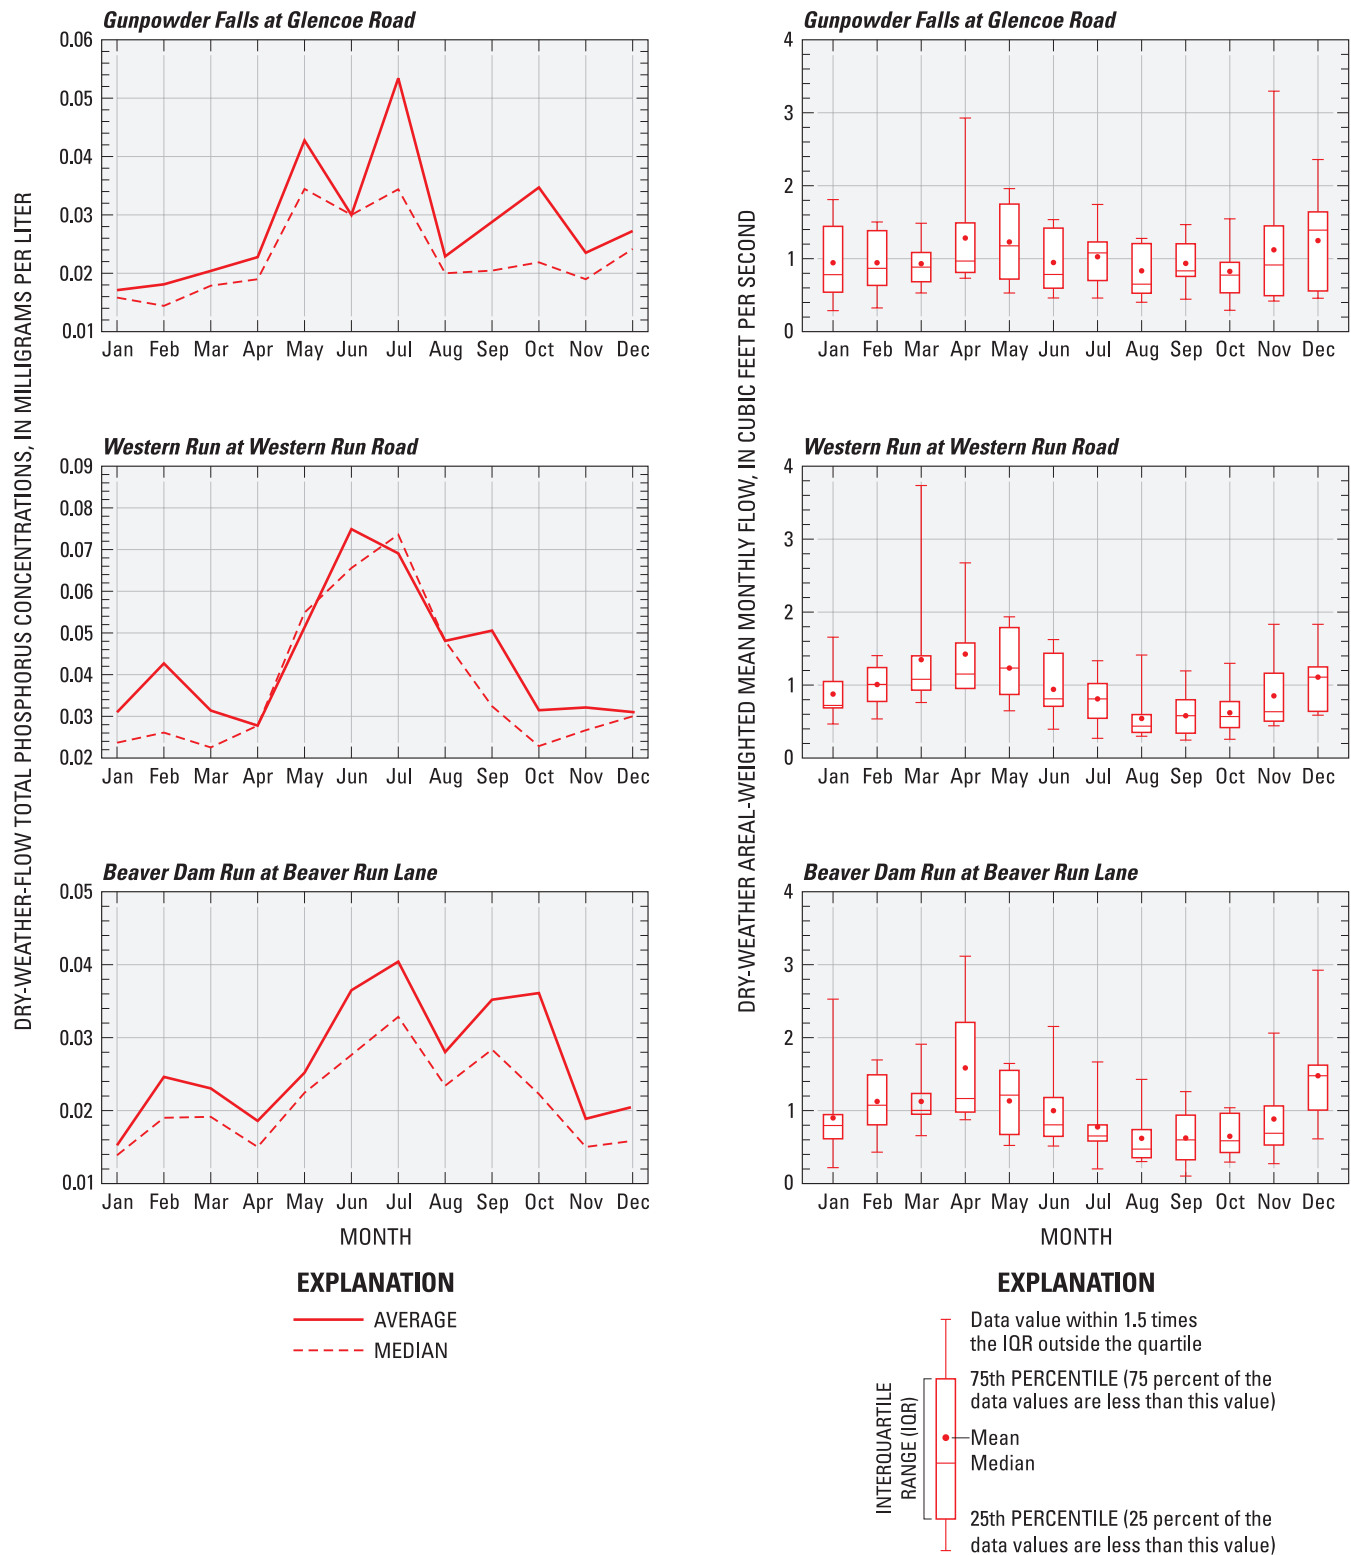 Gunpowder Falls at Glencoe Road
0.06
0.05
0.04
0.03
0.02
0.01
Jan Feb Mar Apr May Jun Jul Aug Sep Oct Nov Dec
Western Run at Western Run Road
0.09
0.08
0.07
0.06
0.05
0.04
0.03
0.02
Jan Feb Mar Apr May Jun Jul Aug Sep Oct Nov Dec
Beaver Dam Run at Beaver Run Lane
0.05
0.04
0.03
0.02
0.01
Jan Feb Mar Apr May Jun Jul Aug Sep Oct Nov Dec
DRY-WEATHER-FLOW TOTAL PHOSPHORUS CONCENTRATIONS, IN MILLIGRAMS PER LITER
MONTH
EXPLANATION
AVERAGE
MEDIAN
Gunpowder Falls at Glencoe Road
4
3
2
1
0
Jan Feb Mar Apr May Jun Jul Aug Sep Oct Nov Dec
Western Run at Western Run Road
4
3
2
1
0
Jan Feb Mar Apr May Jun Jul Aug Sep Oct Nov Dec
Beaver Dam Run at Beaver Run Lane
4
3
2
1
0
Jan Feb Mar Apr May Jun Jul Aug Sep Oct Nov Dec
DRY-WEATHER AREAL-WEIGHTED MEAN MONTHLY FLOW, IN CUBIC FEET PER SECOND
MONTH
EXPLANATION
Data value within 1.5 times
the IQR outside the quartile
75th PERCENTILE (75 percent of the
data values are less than this value)
Mean
Median
25th PERCENTILE (25 percent of the
data values are less than this value)
INTERQUARTILE
RANGE (IQR)